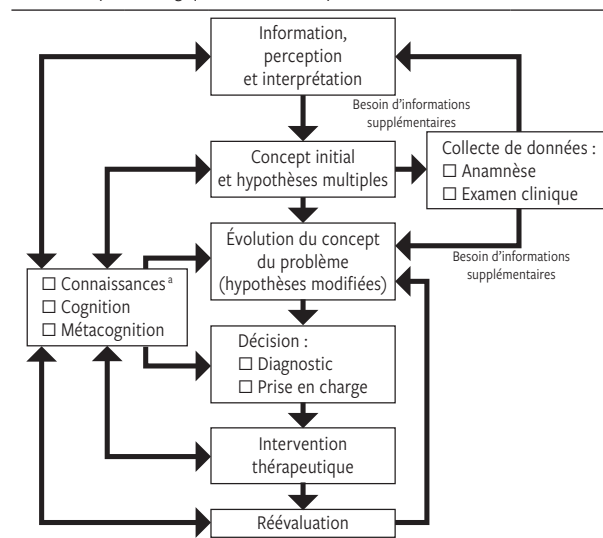 Information,
perception
et interprétation
Besoin d'informations
supplémentaires
Concept initial
et hypothèses multiples
Collecte de données :
☐ Anamnèse
☐ Examen clinique
Évolution du concept
du problème
(hypothèses modifiées)
Besoin d'informations
supplémentaires
☐ Connaissances a
☐ Cognition
☐ Métacognition
Décision :
☐ Diagnostic
☐ Prise en charge
Intervention
thérapeutique
Réévaluation